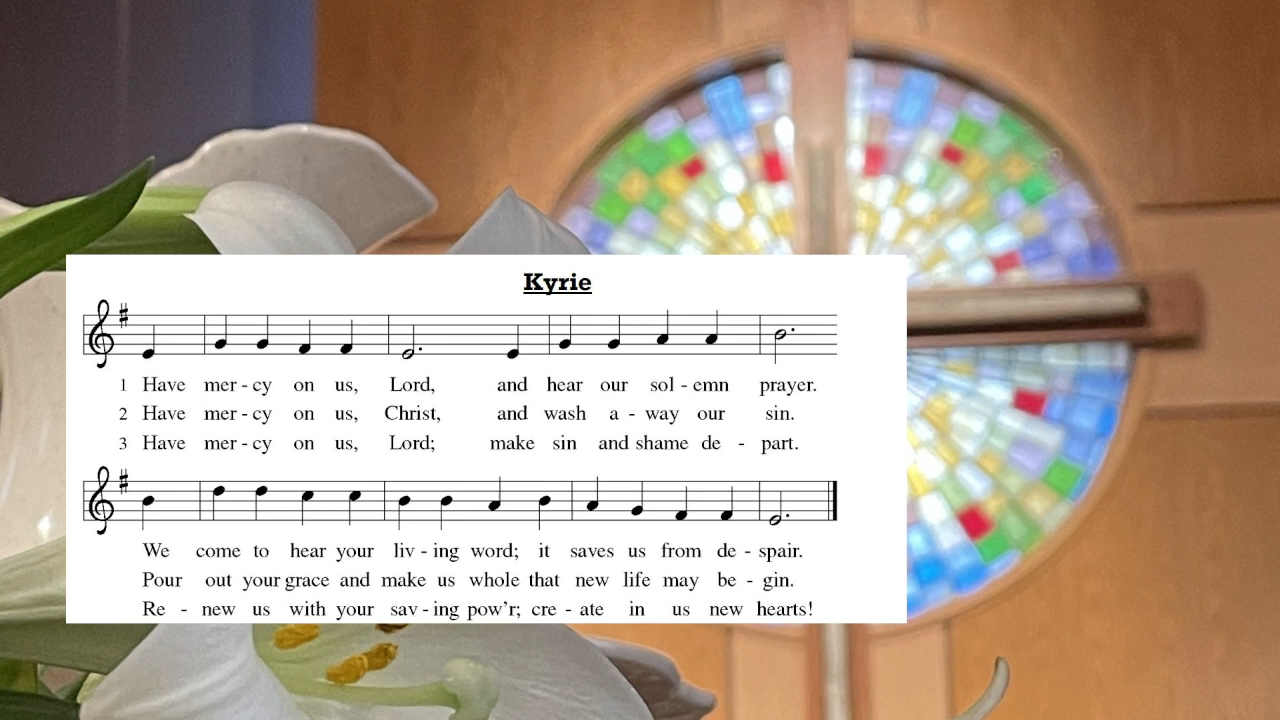 Kyrie
1 Have mer - cy on us, Lord, and hear our sol - emn prayer.
2 Have mer - cy on us, Christ, and wash a - way our sin.
3 Have mer - cy on us, Lord; make sin and shame de - part.
We come to hear your liv - ing word; it saves us from de - spair.
Pour out your grace and make us whole that new life may be - gin.
Re - new us with your sav - ing pow'r; cre - ate in us new hearts!